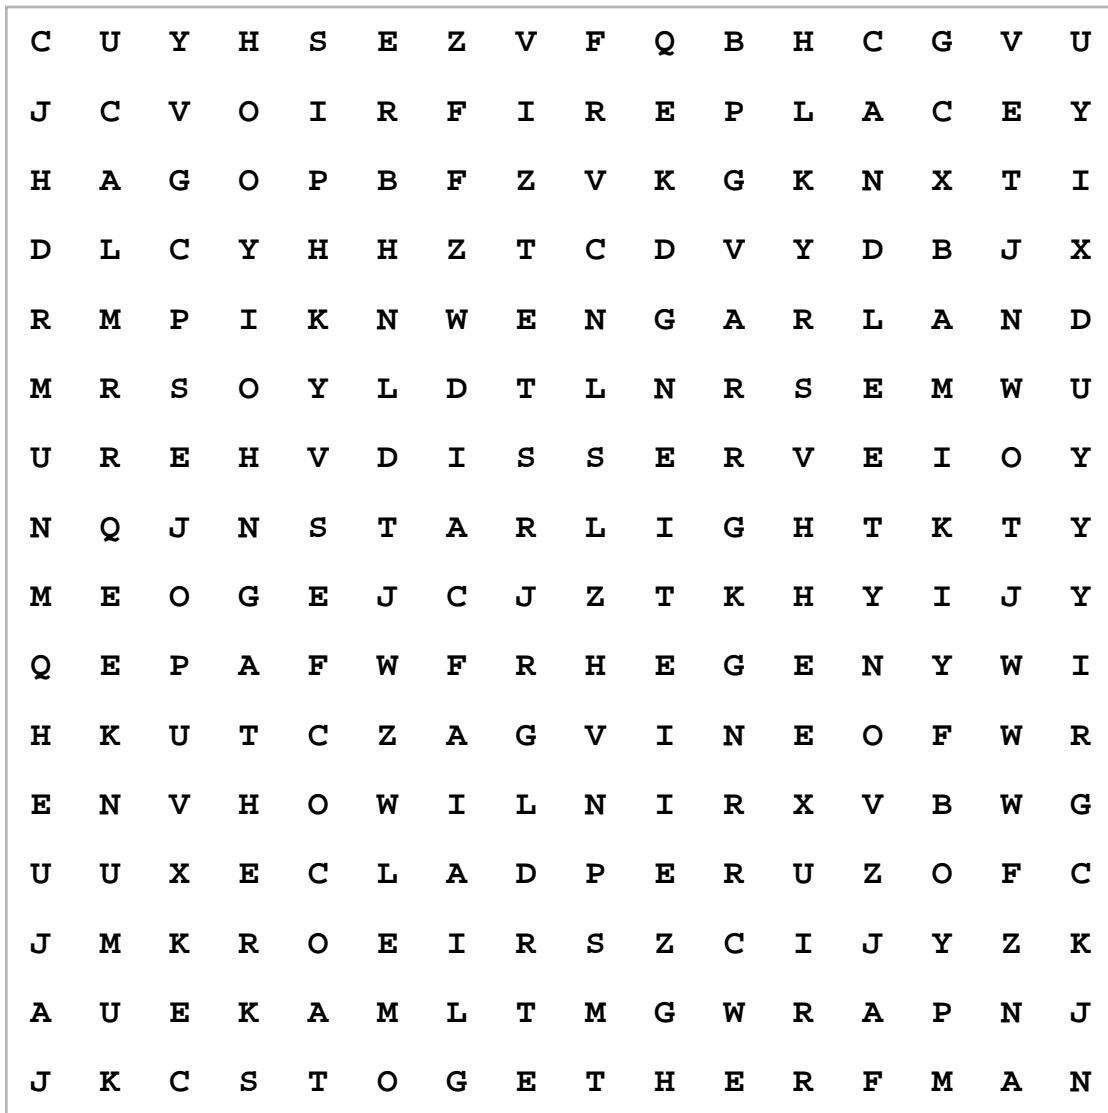 C U Y H S E Z V F Q B H C G V U
J C V O I R F I R E P L A C E Y
H A G O P B F Z V K G K N X T I
D L C Y H H Z T C D V Y D B J X
R M P I K N W E N G A R L A N D
M R S O Y L D T L N R S E M W U
U R E H V D I S S E R V E I O Y
N Q J N S T A R L I G H T K T Y
M E O G E J C J Z T K H Y I J Y
Q E P A F W F R H E G E N Y W I
H K U T C Z A G V I N E O F W R
E N V H O W I L N I R X V B W G
U U X E C L A D P E R U Z O F C
J M K R O E I R S Z C I J Y Z K
A U E K A M L T M G W R A P N J
J K C S T O G E T H E R F M A N